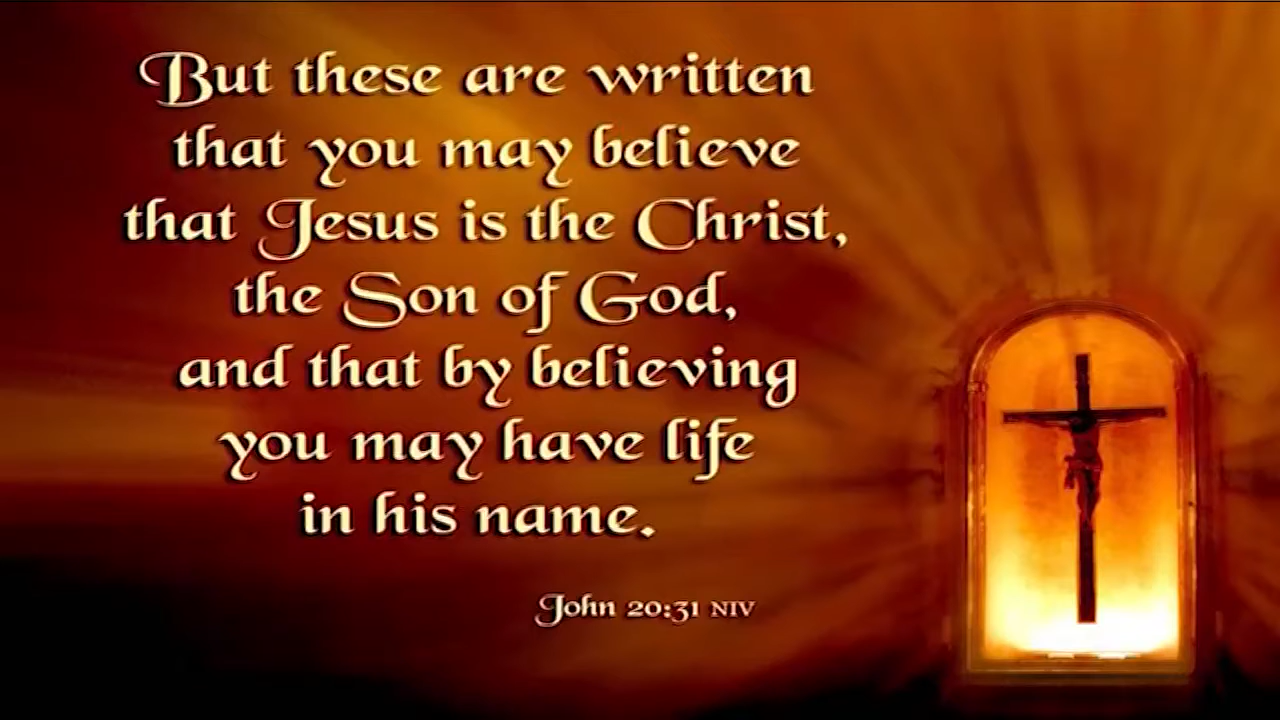 But these are written
that you may believe
that Jesus is the Christ,
the Son of God,
and that by believing
you may have life
in his name.
John 20:31 NIV